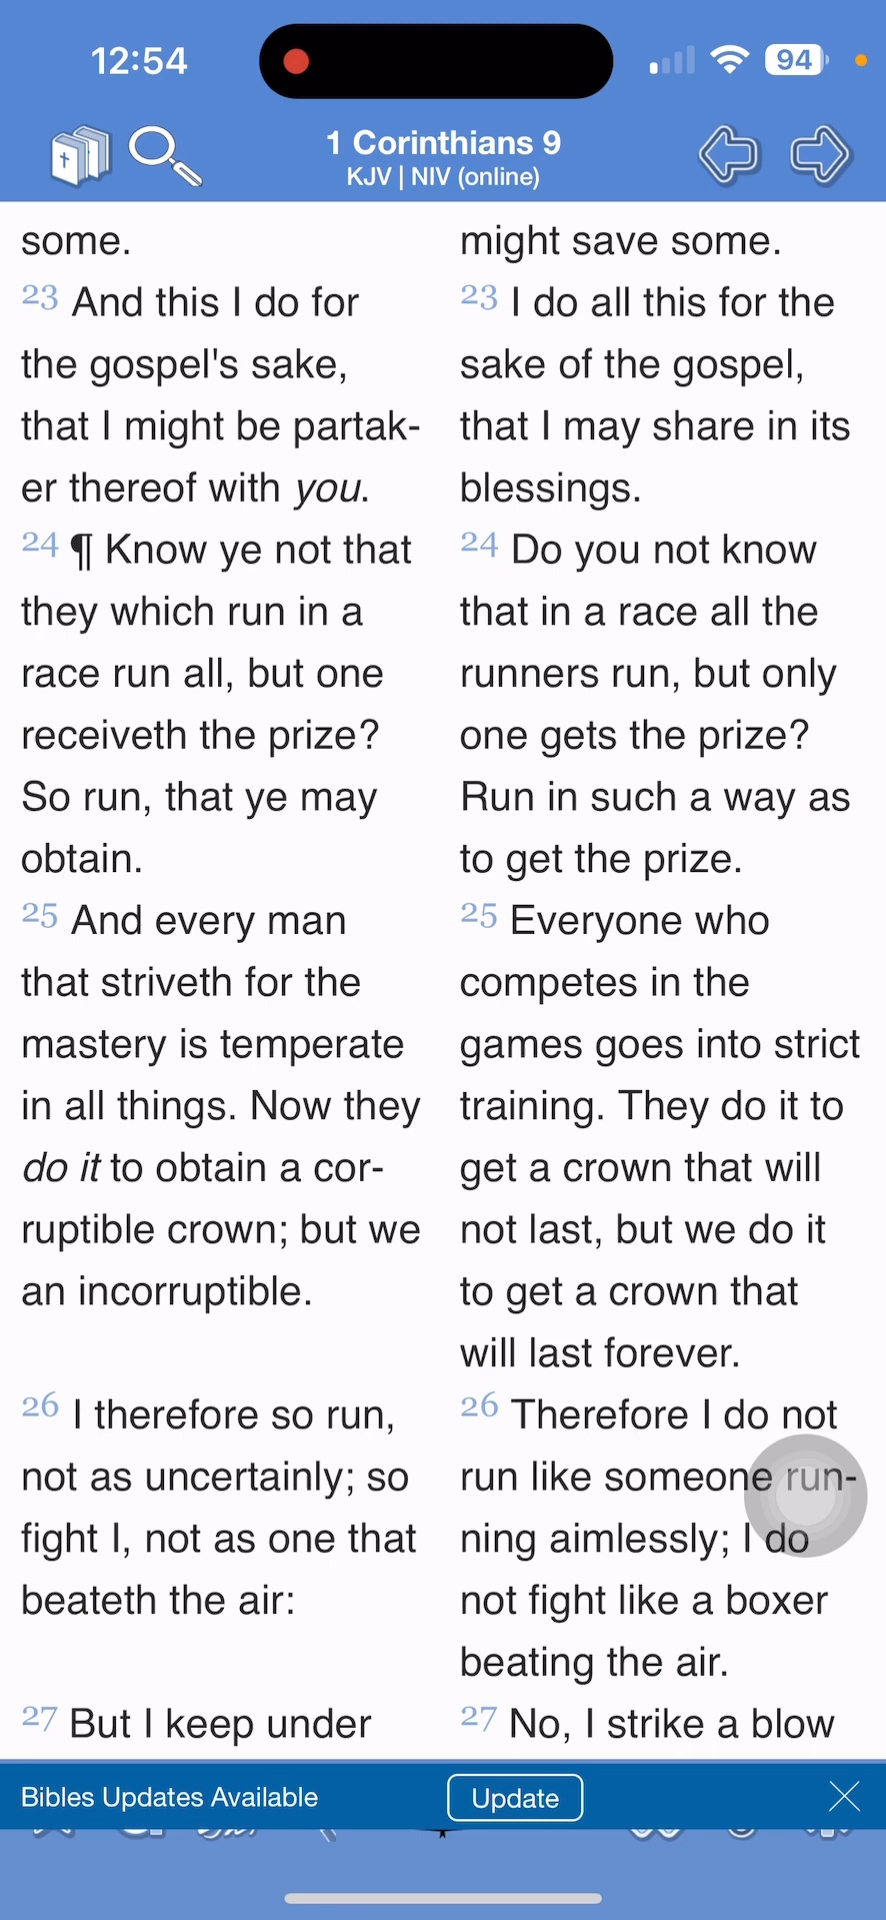 12:54
94
1 Corinthians 9
KJV | NIV (online)
some.
23 And this I do for
the gospel's sake,
that I might be partak-
er thereof with you.
24 ¶ Know ye not that
they which run in a
race run all, but one
receiveth the prize?
So run, that ye may
obtain.
25 And every man
that striveth for the
mastery is temperate
in all things. Now they
do it to obtain a cor-
ruptible crown; but we
an incorruptible.
26 I therefore so run,
not as uncertainly; so
fight I, not as one that
beateth the air:
27 But I keep under
might save some.
23 I do all this for the
sake of the gospel,
that I may share in its
blessings.
24 Do you not know
that in a race all the
runners run, but only
one gets the prize?
Run in such a way as
to get the prize.
25 Everyone who
competes in the
games goes into strict
training. They do it to
get a crown that will
not last, but we do it
to get a crown that
will last forever.
26 Therefore I do not
run like someone run-
ning aimlessly; I do
not fight like a boxer
beating the air.
27 No, I strike a blow
Bibles Updates Available
Update